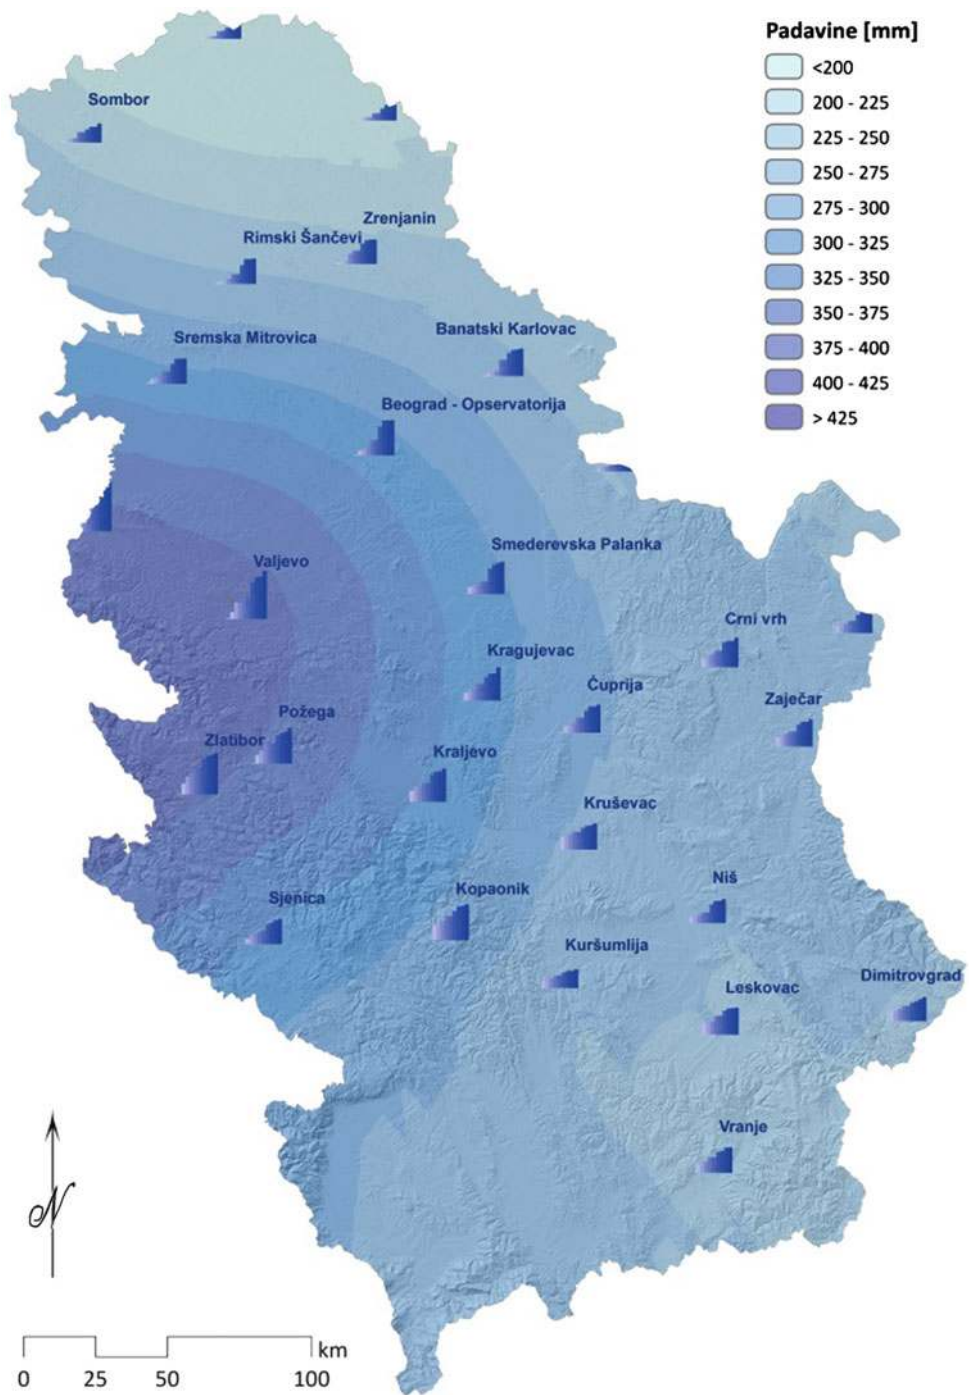 Padavine [mm]
<200
200 - 225
225 - 250
250 - 275
275 - 300
300 - 325
325 - 350
350 - 375
375 - 400
400 - 425
> 425
Sombor
Zrenjanin
Rimski Šančevi
Banatski Karlovac
Sremska Mitrovica
Beograd - Opservatorija
Smederevska Palanka
Valjevo
Crni vrh
Kragujevac
Ćuprija
Zaječar
Požega
Zlatibor
Kraljevo
Kruševac
Niš
Kopaonik
Sjenica
Kuršumlija
Dimitrovgrad
Leskovac
Vranje
N
km
0 25 50 100